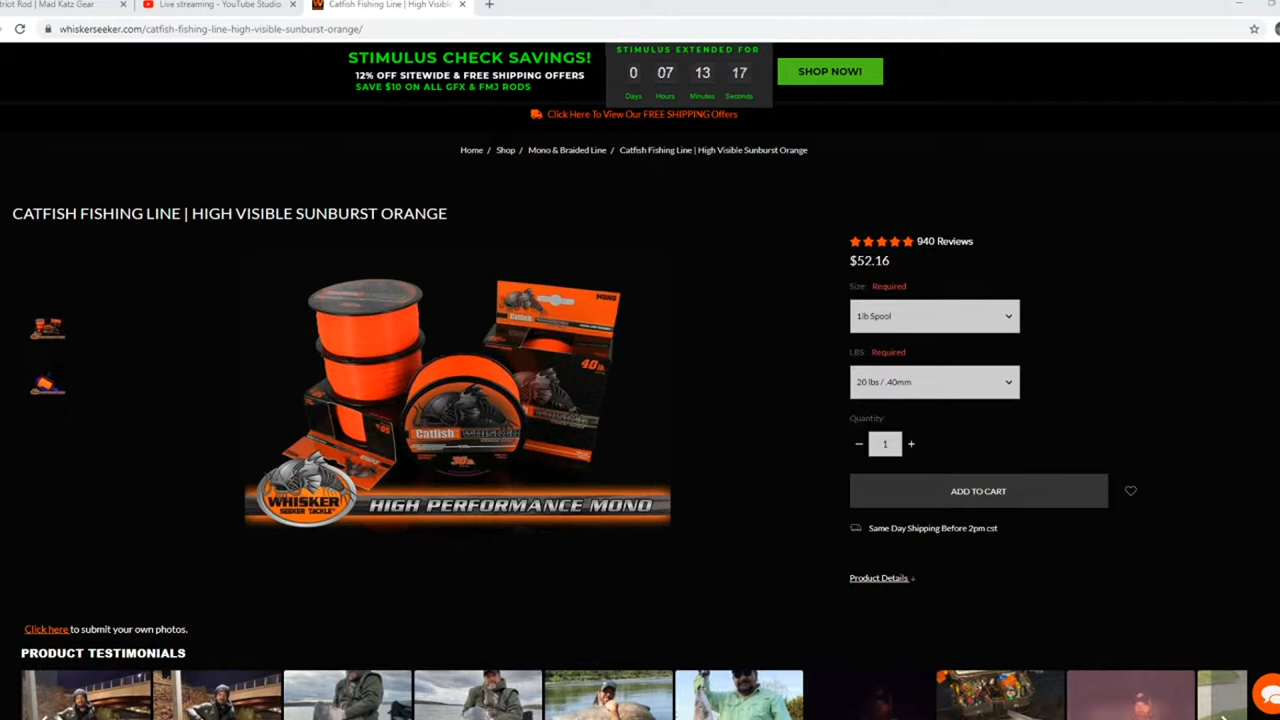 triot Rod | Mad Katz Gear
Live streaming - YouTube Studio
Catfish Fishing Line | High Visibl
whiskerseeker.com/catfish-fishing-line-high-visible-sunburst-orange/
STIMULUS CHECK SAVINGS!
12% OFF SITEWIDE & FREE SHIPPING OFFERS
SAVE $10 ON ALL GFX & FMJ RODS
STIMULUS EXTENDED FOR
0 07 13 17
Days Hours Minutes Seconds
SHOP NOW!
Click Here To View Our FREE SHIPPING Offers
Home / Shop / Mono & Braided Line / Catfish Fishing Line | High Visible Sunburst Orange
CATFISH FISHING LINE | HIGH VISIBLE SUNBURST ORANGE
940 Reviews
$52.16
Size: Required
1lb Spool
LBS: Required
20 lbs / .40mm
Quantity:
1
ADD TO CART
Same Day Shipping Before 2pm cst
Product Details
MONO
40lb
Catfish WHISKER
30lb
WHISKER
SEEKER TACKLE
HIGH PERFORMANCE MONO
Click here to submit your own photos.
PRODUCT TESTIMONIALS